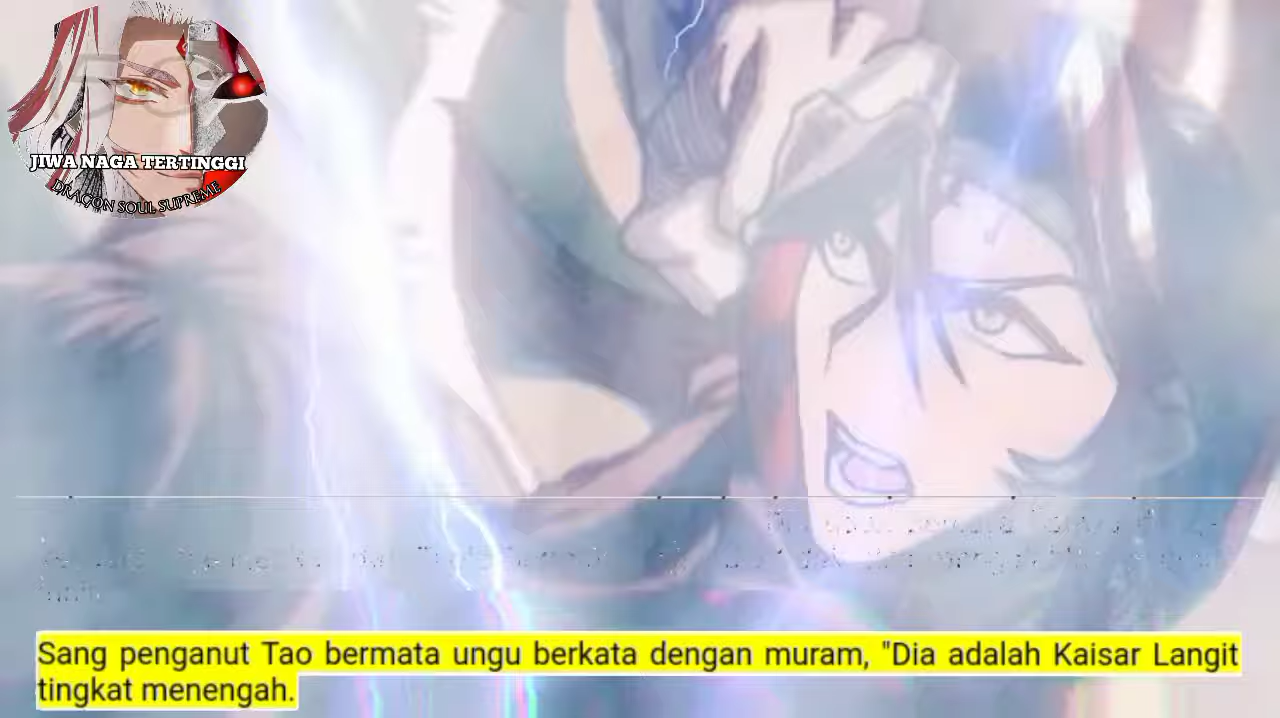 JIWA NAGA TERTINGGI
DRAGON SOUL SUPREME
Sang penganut Tao bermata ungu berkata dengan muram, "Dia adalah Kaisar Langit
tingkat menengah.